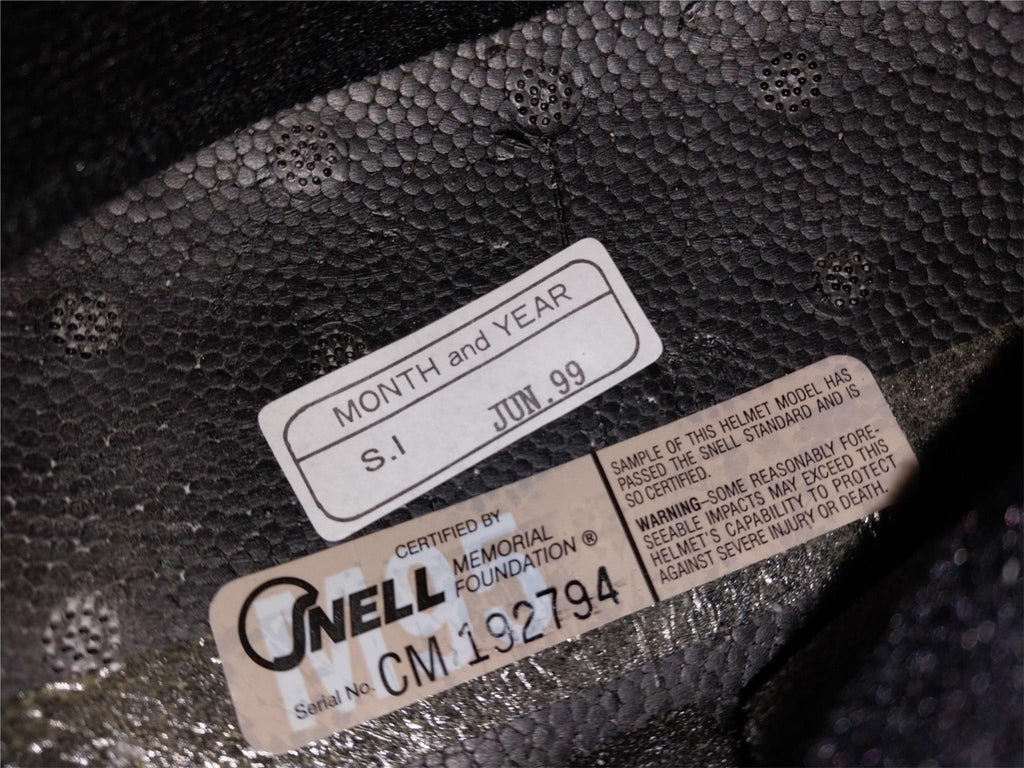 MONTH and YEAR
S.I JUN.99
CERTIFIED BY
SNELL MEMORIAL
FOUNDATION®
M95
Serial No. CM 192794
SAMPLE OF THIS HELMET MODEL HAS
PASSED THE SNELL STANDARD AND IS
SO CERTIFIED.
WARNING–SOME REASONABLY FORE-
SEEABLE IMPACTS MAY EXCEED THIS
HELMET'S CAPABILITY TO PROTECT
AGAINST SEVERE INJURY OR DEATH.